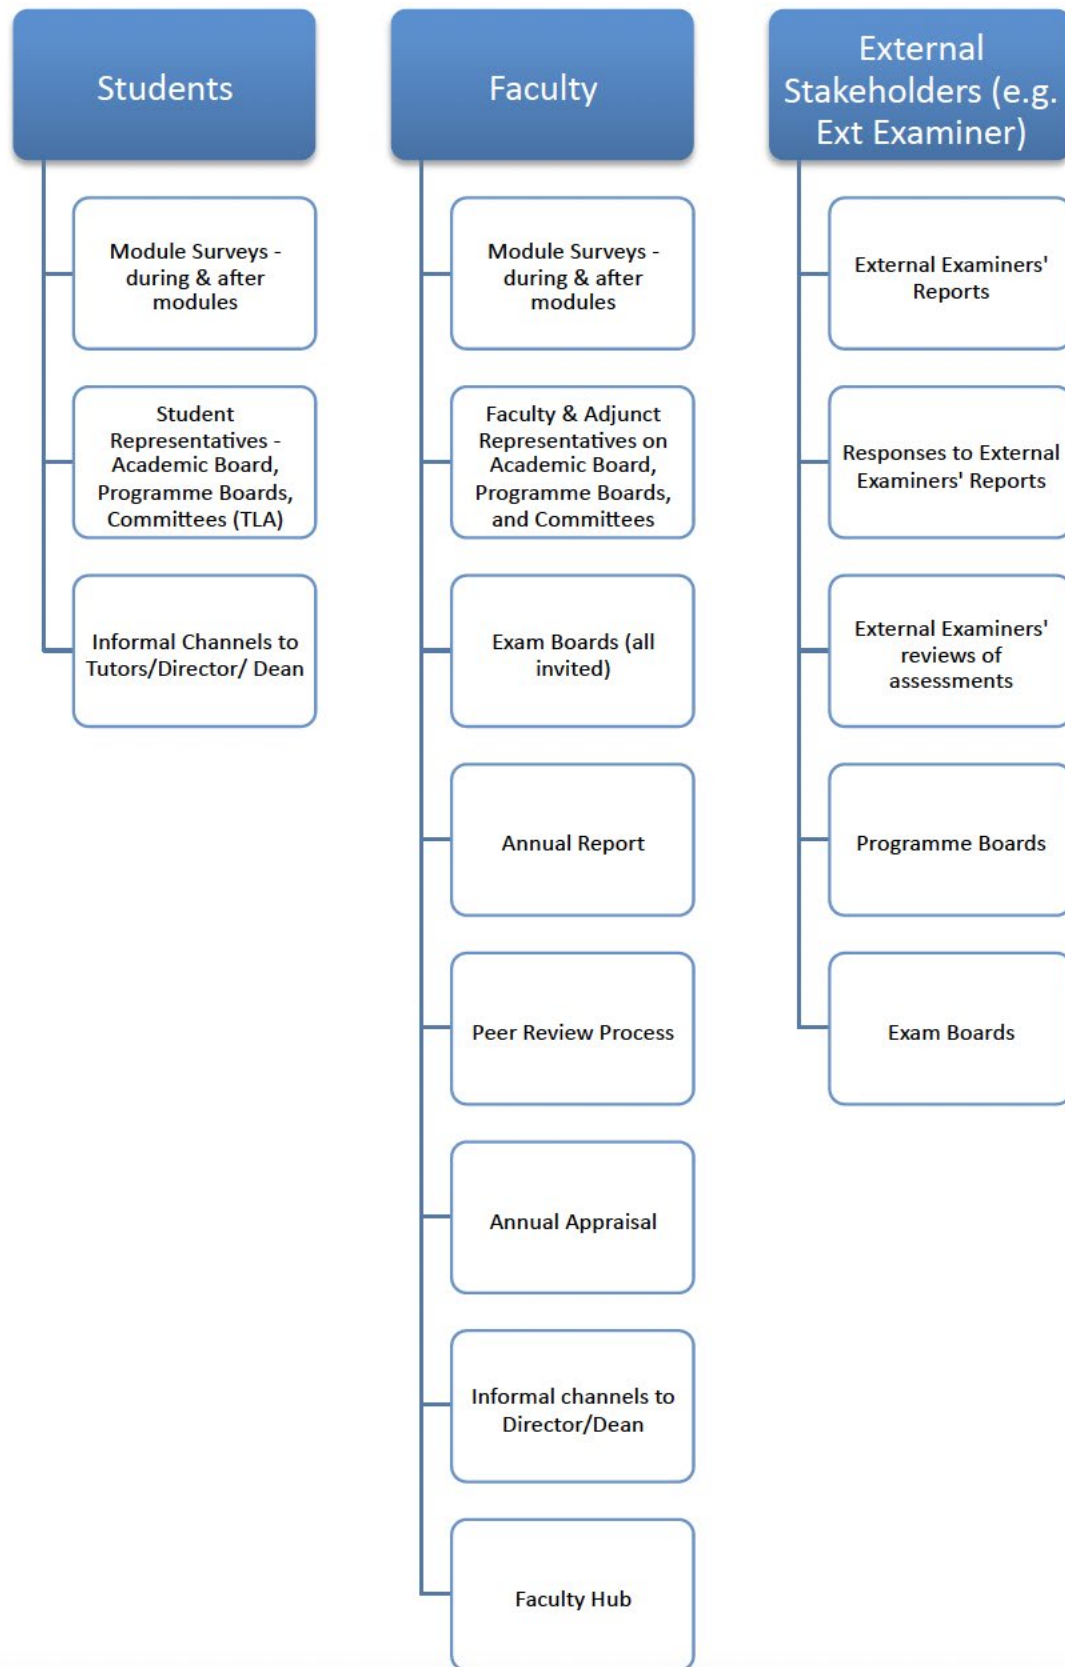 Students
Module Surveys -
during & after
modules
Student
Representatives -
Academic Board,
Programme Boards,
Committees (TLA)
Informal Channels to
Tutors/Director/ Dean
Faculty
Module Surveys -
during & after
modules
Faculty & Adjunct
Representatives on
Academic Board,
Programme Boards,
and Committees
Exam Boards (all
invited)
Annual Report
Peer Review Process
Annual Appraisal
Informal channels to
Director/Dean
Faculty Hub
External
Stakeholders (e.g.
Ext Examiner)
External Examiners'
Reports
Responses to External
Examiners' Reports
External Examiners'
reviews of
assessments
Programme Boards
Exam Boards